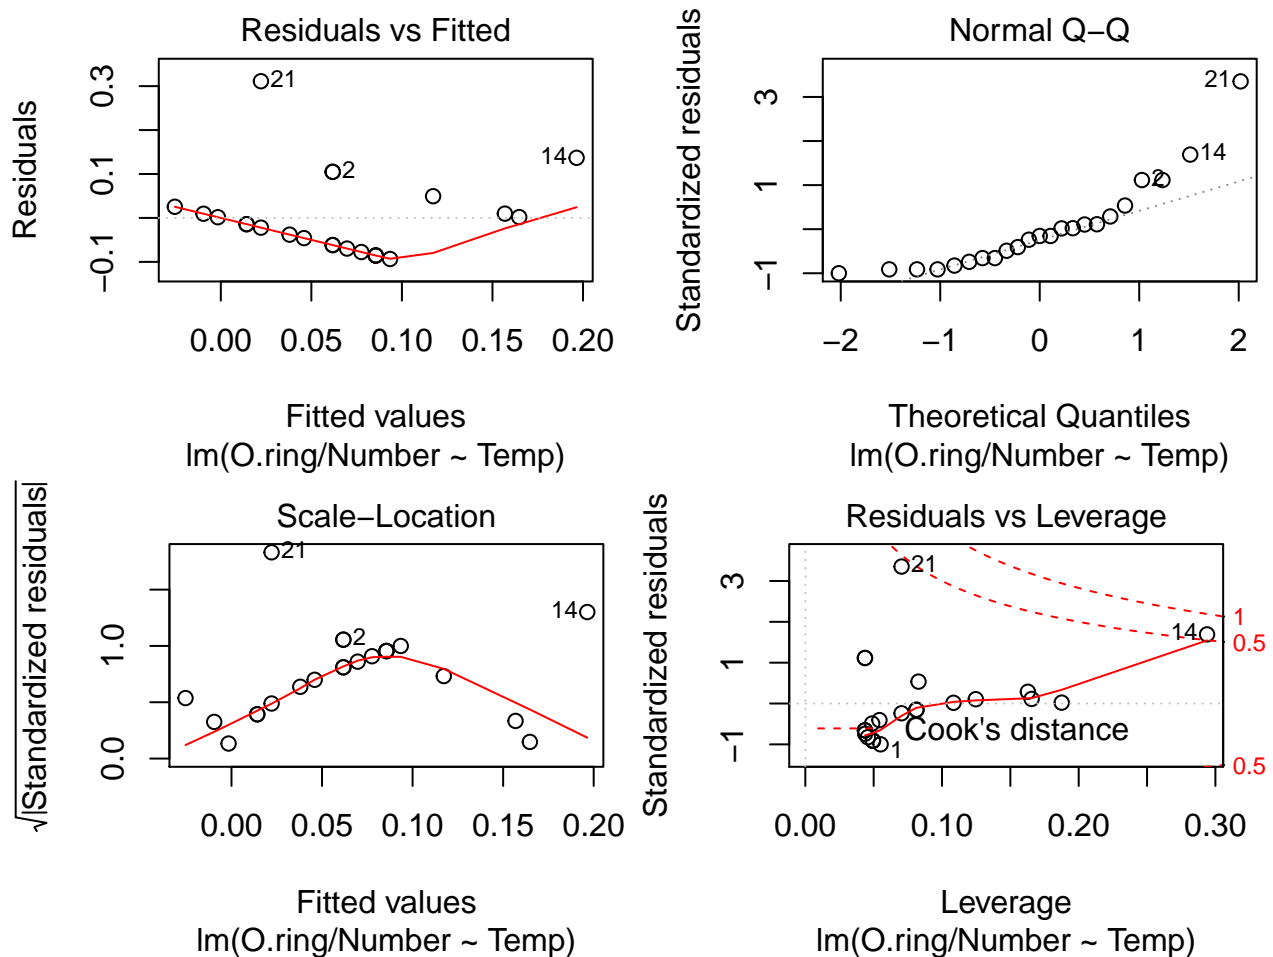 Residuals vs Fitted
Residuals
0.3
0.1
−0.1
21
2
14
0.00 0.05 0.10 0.15 0.20
Fitted values
lm(O.ring/Number ~ Temp)
Normal Q−Q
Standardized residuals
3
1
−1
21
14
2
−2 −1 0 1 2
Theoretical Quantiles
lm(O.ring/Number ~ Temp)
Scale−Location
√|Standardized residuals|
1.0
0.0
21
2
14
0.00 0.05 0.10 0.15 0.20
Fitted values
lm(O.ring/Number ~ Temp)
Residuals vs Leverage
Standardized residuals
3
1
−1
21
14
1
Cook's distance
1
0.5
0.5
0.00 0.10 0.20 0.30
Leverage
lm(O.ring/Number ~ Temp)